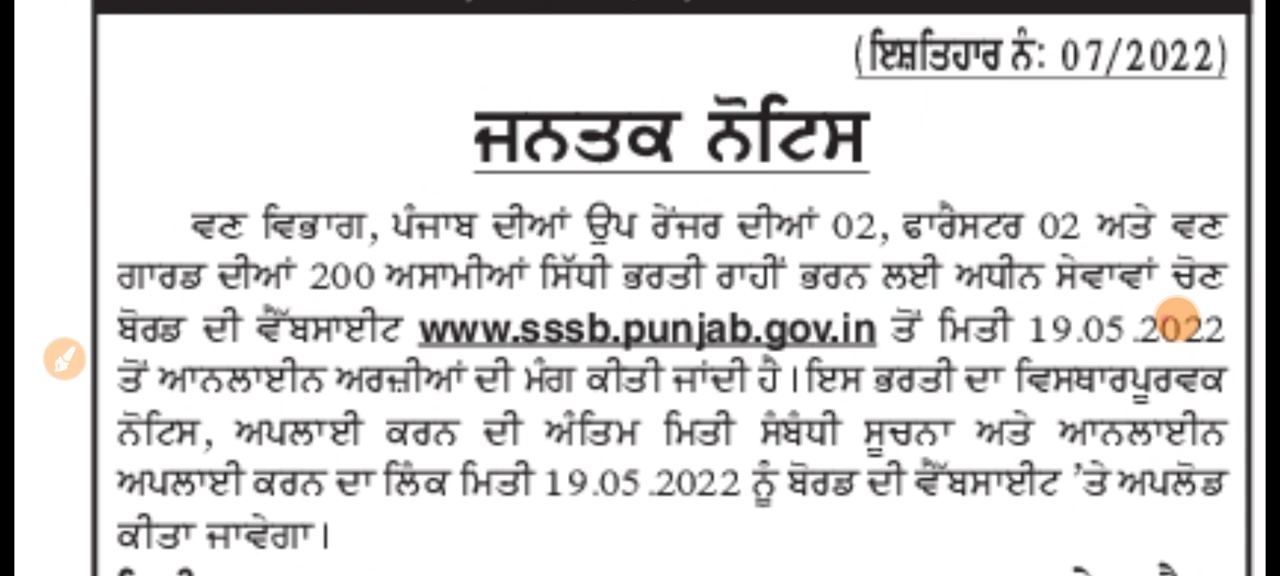 (ਇਸ਼ਤਿਹਾਰ ਨੰ: 07/2022)
ਜਨਤਕ ਨੋਟਿਸ
ਵਣ ਵਿਭਾਗ, ਪੰਜਾਬ ਦੀਆਂ ਉਪ ਰੇਂਜਰ ਦੀਆਂ 02, ਫਾਰੈਸਟਰ 02 ਅਤੇ ਵਣ
ਗਾਰਡ ਦੀਆਂ 200 ਅਸਾਮੀਆਂ ਸਿੱਧੀ ਭਰਤੀ ਰਾਹੀਂ ਭਰਨ ਲਈ ਅਧੀਨ ਸੇਵਾਵਾਂ ਚੋਣ
ਬੋਰਡ ਦੀ ਵੈੱਬਸਾਈਟ www.sssb.punjab.gov.in ਤੋਂ ਮਿਤੀ 19.05.2022
ਤੋਂ ਆਨਲਾਈਨ ਅਰਜ਼ੀਆਂ ਦੀ ਮੰਗ ਕੀਤੀ ਜਾਂਦੀ ਹੈ।ਇਸ ਭਰਤੀ ਦਾ ਵਿਸਥਾਰਪੂਰਵਕ
ਨੋਟਿਸ, ਅਪਲਾਈ ਕਰਨ ਦੀ ਅੰਤਿਮ ਮਿਤੀ ਸੰਬੰਧੀ ਸੂਚਨਾ ਅਤੇ ਆਨਲਾਈਨ
ਅਪਲਾਈ ਕਰਨ ਦਾ ਲਿੰਕ ਮਿਤੀ 19.05.2022 ਨੂੰ ਬੋਰਡ ਦੀ ਵੈੱਬਸਾਈਟ 'ਤੇ ਅਪਲੋਡ
ਕੀਤਾ ਜਾਵੇਗਾ।